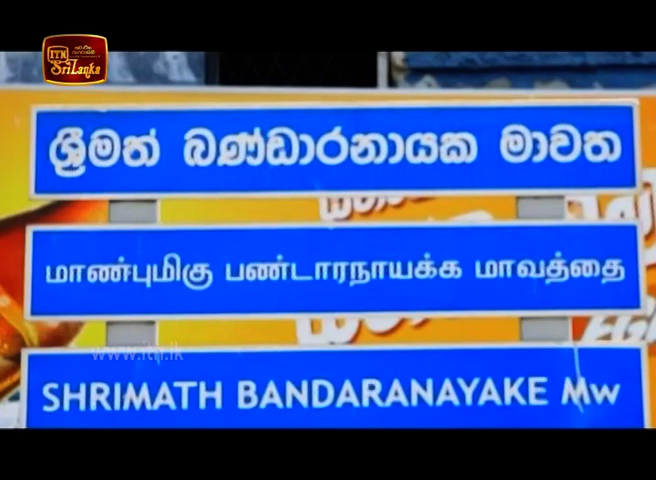 ITN
Sri Lanka
ශ්‍රීමත් බණ්ඩාරනායක මාවත
மாண்புமிகு பண்டாரநாயக்க மாவத்தை
www.itn.lk
SHRIMATH BANDARANAYAKE Mw